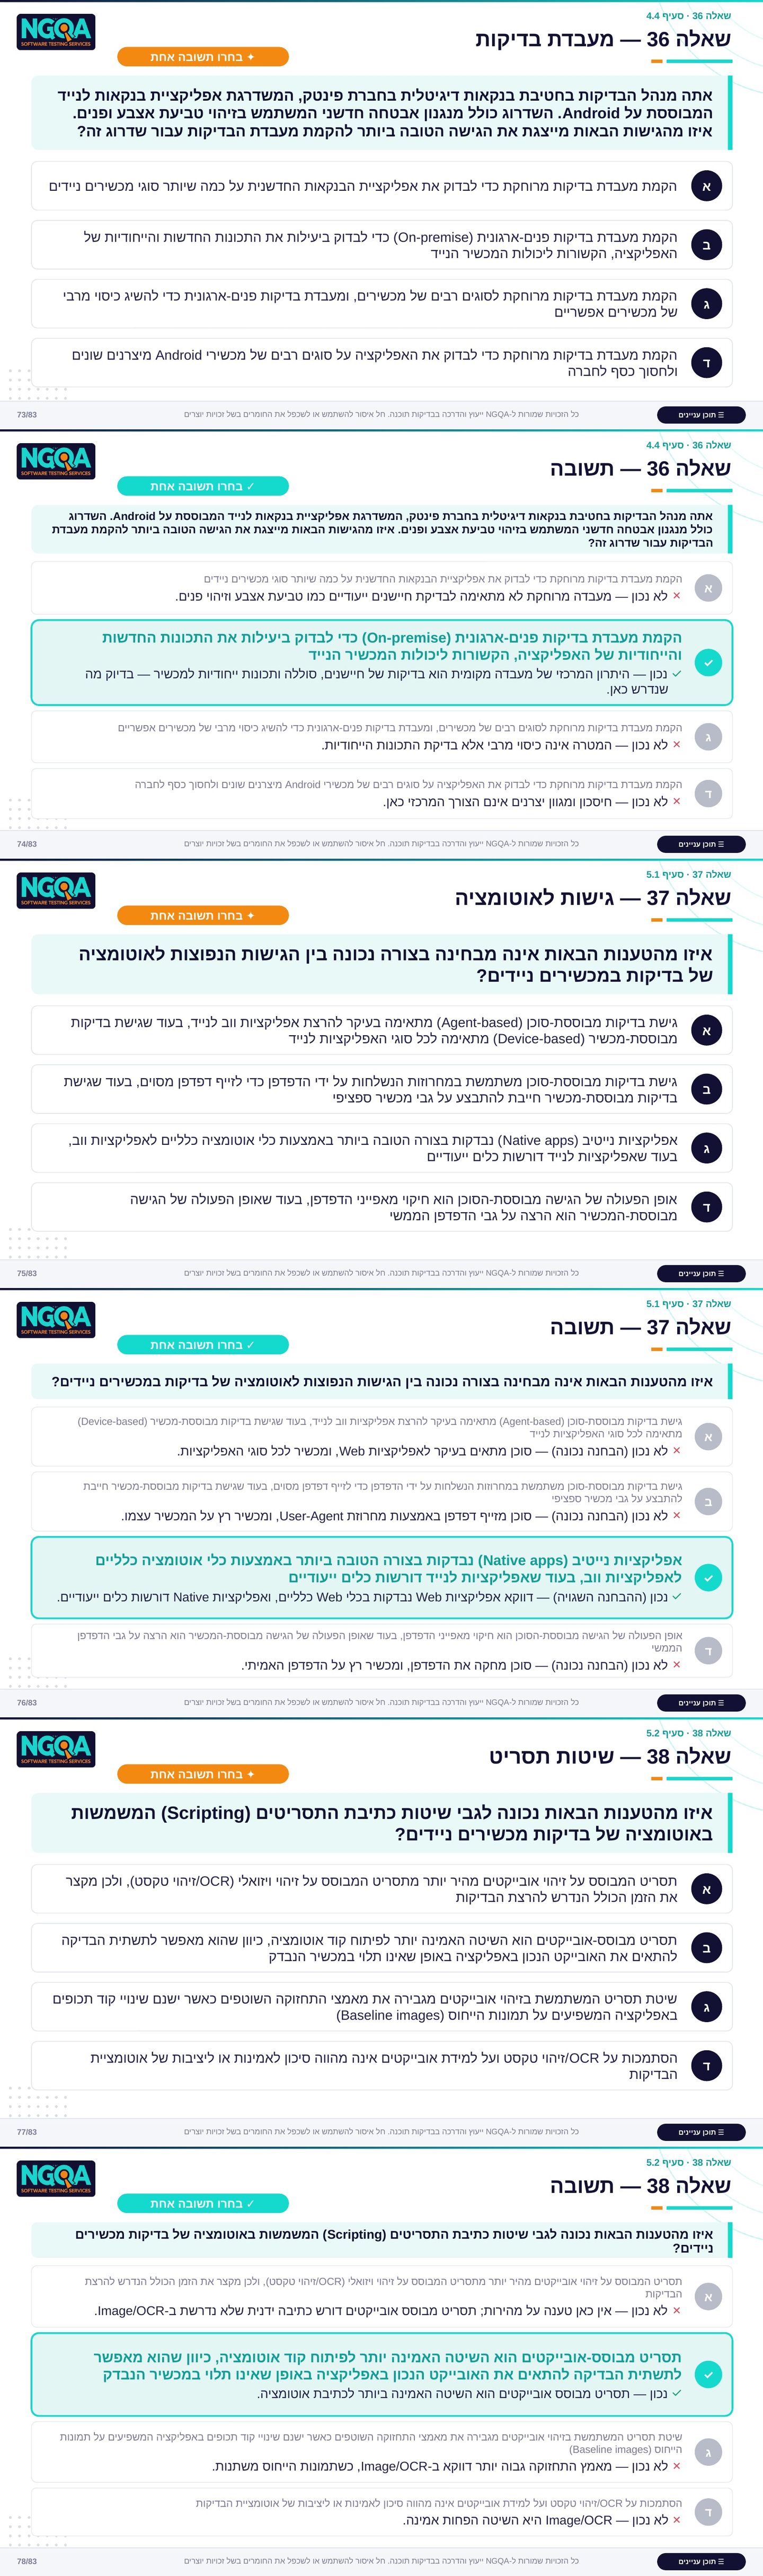 שאלה 36 · סעיף 4.4
שאלה 36 — מעבדת בדיקות
NGQA
SOFTWARE TESTING SERVICES
✦ בחרו תשובה אחת
אתה מנהל הבדיקות בחטיבת בנקאות דיגיטלית בחברת פינטק, המשדרגת אפליקציית בנקאות לנייד
המבוססת על Android. השדרוג כולל מנגנון אבטחה חדשני המשתמש בזיהוי טביעת אצבע ופנים.
איזו מהגישות הבאות מייצגת את הגישה הטובה ביותר להקמת מעבדת הבדיקות עבור שדרוג זה?
א
הקמת מעבדת בדיקות מרוחקת כדי לבדוק את אפליקציית הבנקאות החדשנית על כמה שיותר סוגי מכשירים ניידים
ב
הקמת מעבדת בדיקות פנים-ארגונית (On-premise) כדי לבדוק ביעילות את התכונות החדשות והייחודיות של
האפליקציה, הקשורות ליכולות המכשיר הנייד
ג
הקמת מעבדת בדיקות מרוחקת לסוגים רבים של מכשירים, ומעבדת בדיקות פנים-ארגונית כדי להשיג כיסוי מרבי
של מכשירים אפשריים
ד
הקמת מעבדת בדיקות מרוחקת כדי לבדוק את האפליקציה על סוגים רבים של מכשירי Android מיצרנים שונים
ולחסוך כסף לחברה
☰ תוכן עניינים
כל הזכויות שמורות ל-NGQA ייעוץ והדרכה בבדיקות תוכנה. חל איסור להשתמש או לשכפל את החומרים בשל זכויות יוצרים
73/83
שאלה 36 · סעיף 4.4
שאלה 36 — תשובה
NGQA
SOFTWARE TESTING SERVICES
✓ בחרו תשובה אחת
אתה מנהל הבדיקות בחטיבת בנקאות דיגיטלית בחברת פינטק, המשדרגת אפליקציית בנקאות לנייד המבוססת על Android. השדרוג
כולל מנגנון אבטחה חדשני המשתמש בזיהוי טביעת אצבע ופנים. איזו מהגישות הבאות מייצגת את הגישה הטובה ביותר להקמת מעבדת
הבדיקות עבור שדרוג זה?
א
הקמת מעבדת בדיקות מרוחקת כדי לבדוק את אפליקציית הבנקאות החדשנית על כמה שיותר סוגי מכשירים ניידים
✕ לא נכון — מעבדה מרוחקת לא מתאימה לבדיקת חיישנים ייעודיים כמו טביעת אצבע וזיהוי פנים.
✓
הקמת מעבדת בדיקות פנים-ארגונית (On-premise) כדי לבדוק ביעילות את התכונות החדשות
והייחודיות של האפליקציה, הקשורות ליכולות המכשיר הנייד
✓ נכון — היתרון המרכזי של מעבדה מקומית הוא בדיקות של חיישנים, סוללה ותכונות ייחודיות למכשיר — בדיוק מה
שנדרש כאן.
ג
הקמת מעבדת בדיקות מרוחקת לסוגים רבים של מכשירים, ומעבדת בדיקות פנים-ארגונית כדי להשיג כיסוי מרבי של מכשירים אפשריים
✕ לא נכון — המטרה אינה כיסוי מרבי אלא בדיקת התכונות הייחודיות.
ד
הקמת מעבדת בדיקות מרוחקת כדי לבדוק את האפליקציה על סוגים רבים של מכשירי Android מיצרנים שונים ולחסוך כסף לחברה
✕ לא נכון — חיסכון ומגוון יצרנים אינם הצורך המרכזי כאן.
☰ תוכן עניינים
כל הזכויות שמורות ל-NGQA ייעוץ והדרכה בבדיקות תוכנה. חל איסור להשתמש או לשכפל את החומרים בשל זכויות יוצרים
74/83
שאלה 37 · סעיף 5.1
שאלה 37 — גישות לאוטומציה
NGQA
SOFTWARE TESTING SERVICES
✦ בחרו תשובה אחת
איזו מהטענות הבאות אינה מבחינה בצורה נכונה בין הגישות הנפוצות לאוטומציה
של בדיקות במכשירים ניידים?
א
גישת בדיקות מבוססת-סוכן (Agent-based) מתאימה בעיקר להרצת אפליקציות ווב לנייד, בעוד שגישת בדיקות
מבוססת-מכשיר (Device-based) מתאימה לכל סוגי האפליקציות לנייד
ב
גישת בדיקות מבוססת-סוכן משתמשת במחרוזות הנשלחות על ידי הדפדפן כדי לזייף דפדפן מסוים, בעוד שגישת
בדיקות מבוססת-מכשיר חייבת להתבצע על גבי מכשיר ספציפי
ג
אפליקציות נייטיב (Native apps) נבדקות בצורה הטובה ביותר באמצעות כלי אוטומציה כלליים לאפליקציות ווב,
בעוד שאפליקציות לנייד דורשות כלים ייעודיים
ד
אופן הפעולה של הגישה מבוססת-הסוכן הוא חיקוי מאפייני הדפדפן, בעוד שאופן הפעולה של הגישה
מבוססת-המכשיר הוא הרצה על גבי הדפדפן הממשי
☰ תוכן עניינים
כל הזכויות שמורות ל-NGQA ייעוץ והדרכה בבדיקות תוכנה. חל איסור להשתמש או לשכפל את החומרים בשל זכויות יוצרים
75/83
שאלה 37 · סעיף 5.1
שאלה 37 — תשובה
NGQA
SOFTWARE TESTING SERVICES
✓ בחרו תשובה אחת
איזו מהטענות הבאות אינה מבחינה בצורה נכונה בין הגישות הנפוצות לאוטומציה של בדיקות במכשירים ניידים?
א
גישת בדיקות מבוססת-סוכן (Agent-based) מתאימה בעיקר להרצת אפליקציות ווב לנייד, בעוד שגישת בדיקות מבוססת-מכשיר (Device-based)
מתאימה לכל סוגי האפליקציות לנייד
✕ לא נכון (הבחנה נכונה) — סוכן מתאים בעיקר לאפליקציות Web, ומכשיר לכל סוגי האפליקציות.
ב
גישת בדיקות מבוססת-סוכן משתמשת במחרוזות הנשלחות על ידי הדפדפן כדי לזייף דפדפן מסוים, בעוד שגישת בדיקות מבוססת-מכשיר חייבת
להתבצע על גבי מכשיר ספציפי
✕ לא נכון (הבחנה נכונה) — סוכן מזייף דפדפן באמצעות מחרוזת User-Agent, ומכשיר רץ על המכשיר עצמו.
✓
אפליקציות נייטיב (Native apps) נבדקות בצורה הטובה ביותר באמצעות כלי אוטומציה כלליים
לאפליקציות ווב, בעוד שאפליקציות לנייד דורשות כלים ייעודיים
✓ נכון (ההבחנה השגויה) — דווקא אפליקציות Web נבדקות בכלי Web כלליים, ואפליקציות Native דורשות כלים ייעודיים.
ד
אופן הפעולה של הגישה מבוססת-הסוכן הוא חיקוי מאפייני הדפדפן, בעוד שאופן הפעולה של הגישה מבוססת-המכשיר הוא הרצה על גבי הדפדפן
הממשי
✕ לא נכון (הבחנה נכונה) — סוכן מחקה את הדפדפן, ומכשיר רץ על הדפדפן האמיתי.
☰ תוכן עניינים
כל הזכויות שמורות ל-NGQA ייעוץ והדרכה בבדיקות תוכנה. חל איסור להשתמש או לשכפל את החומרים בשל זכויות יוצרים
76/83
שאלה 38 · סעיף 5.2
שאלה 38 — שיטות תסריט
NGQA
SOFTWARE TESTING SERVICES
✦ בחרו תשובה אחת
איזו מהטענות הבאות נכונה לגבי שיטות כתיבת התסריטים (Scripting) המשמשות
באוטומציה של בדיקות מכשירים ניידים?
א
תסריט המבוסס על זיהוי אובייקטים מהיר יותר מתסריט המבוסס על זיהוי ויזואלי (OCR/זיהוי טקסט), ולכן מקצר
את הזמן הכולל הנדרש להרצת הבדיקות
ב
תסריט מבוסס-אובייקטים הוא השיטה האמינה יותר לפיתוח קוד אוטומציה, כיוון שהוא מאפשר לתשתית הבדיקה
להתאים את האובייקט הנכון באפליקציה באופן שאינו תלוי במכשיר הנבדק
ג
שיטת תסריט המשתמשת בזיהוי אובייקטים מגבירה את מאמצי התחזוקה השוטפים כאשר ישנם שינויי קוד תכופים
באפליקציה המשפיעים על תמונות הייחוס (Baseline images)
ד
הסתמכות על OCR/זיהוי טקסט ועל למידת אובייקטים אינה מהווה סיכון לאמינות או ליציבות של אוטומציית
הבדיקות
☰ תוכן עניינים
כל הזכויות שמורות ל-NGQA ייעוץ והדרכה בבדיקות תוכנה. חל איסור להשתמש או לשכפל את החומרים בשל זכויות יוצרים
77/83
שאלה 38 · סעיף 5.2
שאלה 38 — תשובה
NGQA
SOFTWARE TESTING SERVICES
✓ בחרו תשובה אחת
איזו מהטענות הבאות נכונה לגבי שיטות כתיבת התסריטים (Scripting) המשמשות באוטומציה של בדיקות מכשירים
ניידים?
א
תסריט המבוסס על זיהוי אובייקטים מהיר יותר מתסריט המבוסס על זיהוי ויזואלי (OCR/זיהוי טקסט), ולכן מקצר את הזמן הכולל הנדרש להרצת
הבדיקות
✕ לא נכון — אין כאן טענה על מהירות; תסריט מבוסס אובייקטים דורש כתיבה ידנית שלא נדרשת ב-Image/OCR.
✓
תסריט מבוסס-אובייקטים הוא השיטה האמינה יותר לפיתוח קוד אוטומציה, כיוון שהוא מאפשר
לתשתית הבדיקה להתאים את האובייקט הנכון באפליקציה באופן שאינו תלוי במכשיר הנבדק
✓ נכון — תסריט מבוסס אובייקטים הוא השיטה האמינה ביותר לכתיבת אוטומציה.
ג
שיטת תסריט המשתמשת בזיהוי אובייקטים מגבירה את מאמצי התחזוקה השוטפים כאשר ישנם שינויי קוד תכופים באפליקציה המשפיעים על תמונות
הייחוס (Baseline images)
✕ לא נכון — מאמץ התחזוקה גבוה יותר דווקא ב-Image/OCR, כשתמונות הייחוס משתנות.
ד
הסתמכות על OCR/זיהוי טקסט ועל למידת אובייקטים אינה מהווה סיכון לאמינות או ליציבות של אוטומציית הבדיקות
✕ לא נכון — Image/OCR היא השיטה הפחות אמינה.
☰ תוכן עניינים
כל הזכויות שמורות ל-NGQA ייעוץ והדרכה בבדיקות תוכנה. חל איסור להשתמש או לשכפל את החומרים בשל זכויות יוצרים
78/83